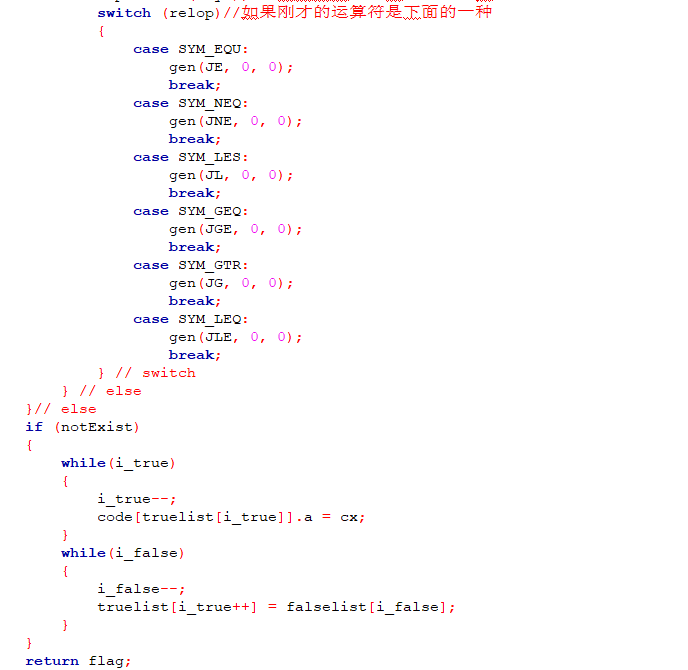 switch (relop)//如果刚才的运算符是下面的一种
{
case SYM_EQU:
gen(JE, 0, 0);
break;
case SYM_NEQ:
gen(JNE, 0, 0);
break;
case SYM_LES:
gen(JL, 0, 0);
break;
case SYM_GEQ:
gen(JGE, 0, 0);
break;
case SYM_GTR:
gen(JG, 0, 0);
break;
case SYM_LEQ:
gen(JLE, 0, 0);
break;
} // switch
} // else
}// else
if (notExist)
{
while(i_true)
{
i_true--;
code[truelist[i_true]].a = cx;
}
while(i_false)
{
i_false--;
truelist[i_true++] = falselist[i_false];
}
}
return flag;